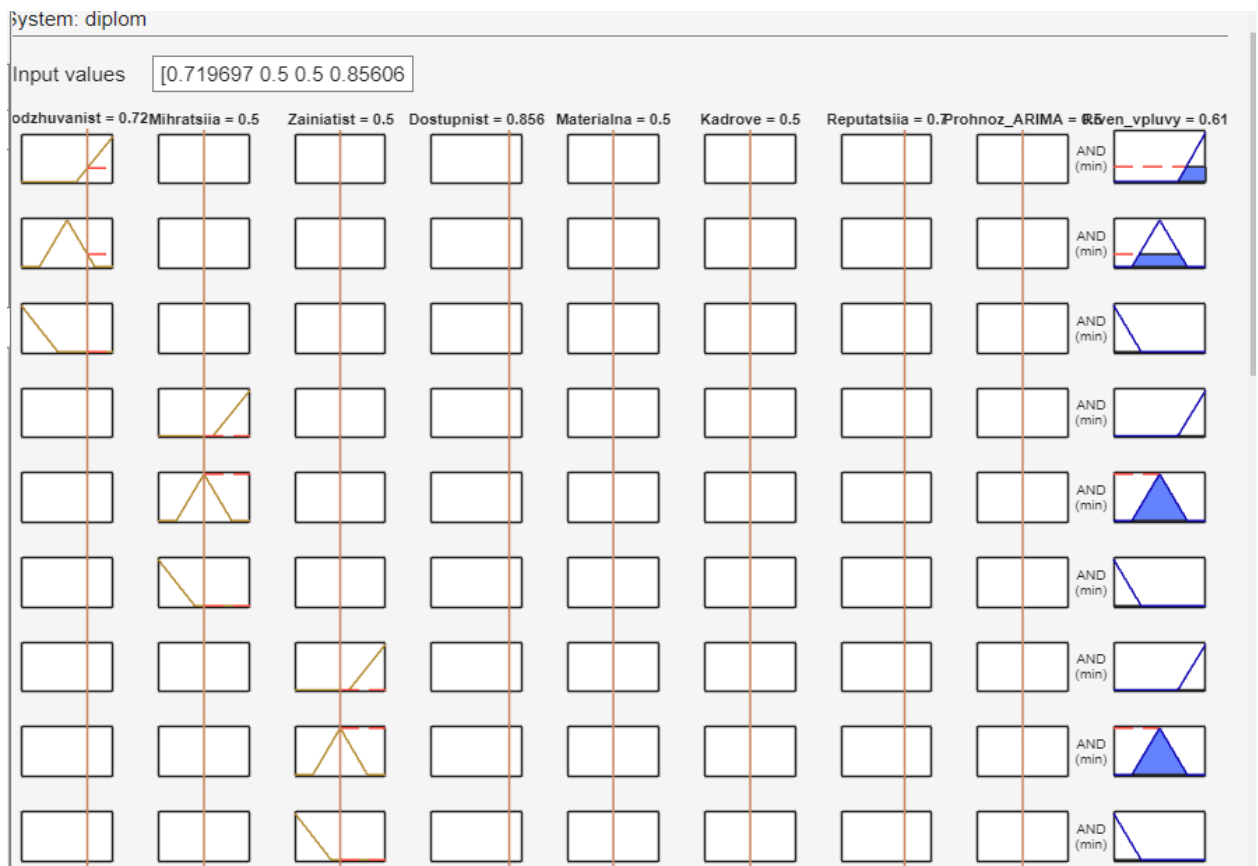 System: diplom
Input values [0.719697 0.5 0.5 0.85606
odzhuvanist = 0.72 Mihratsiia = 0.5 Zainiatist = 0.5 Dostupnist = 0.856 Materialna = 0.5 Kadrove = 0.5 Reputatsiia = 0.7 Prohnoz_ARIMA = 0.5 Riven_vpluvy = 0.61
AND
(min)
AND
(min)
AND
(min)
AND
(min)
AND
(min)
AND
(min)
AND
(min)
AND
(min)
AND
(min)